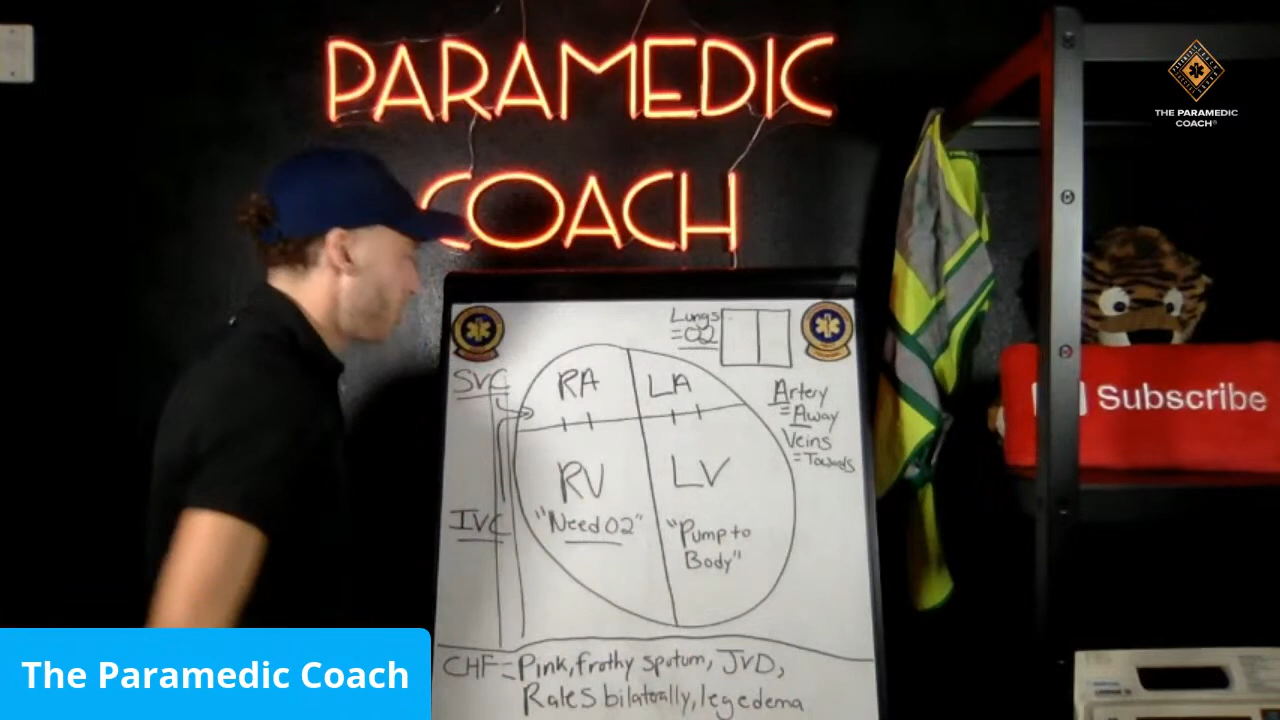 PARAMEDIC
COACH
THE PARAMEDIC
COACH®
Subscribe
Lungs
=O2
SVC
RA
LA
Artery
=Away
Veins
=Towards
RV
LV
IVC
"Need O2"
"Pump to
Body"
CHF=Pink, frothy sputum, JVD,
Rales bilaterally, leg edema
The Paramedic Coach